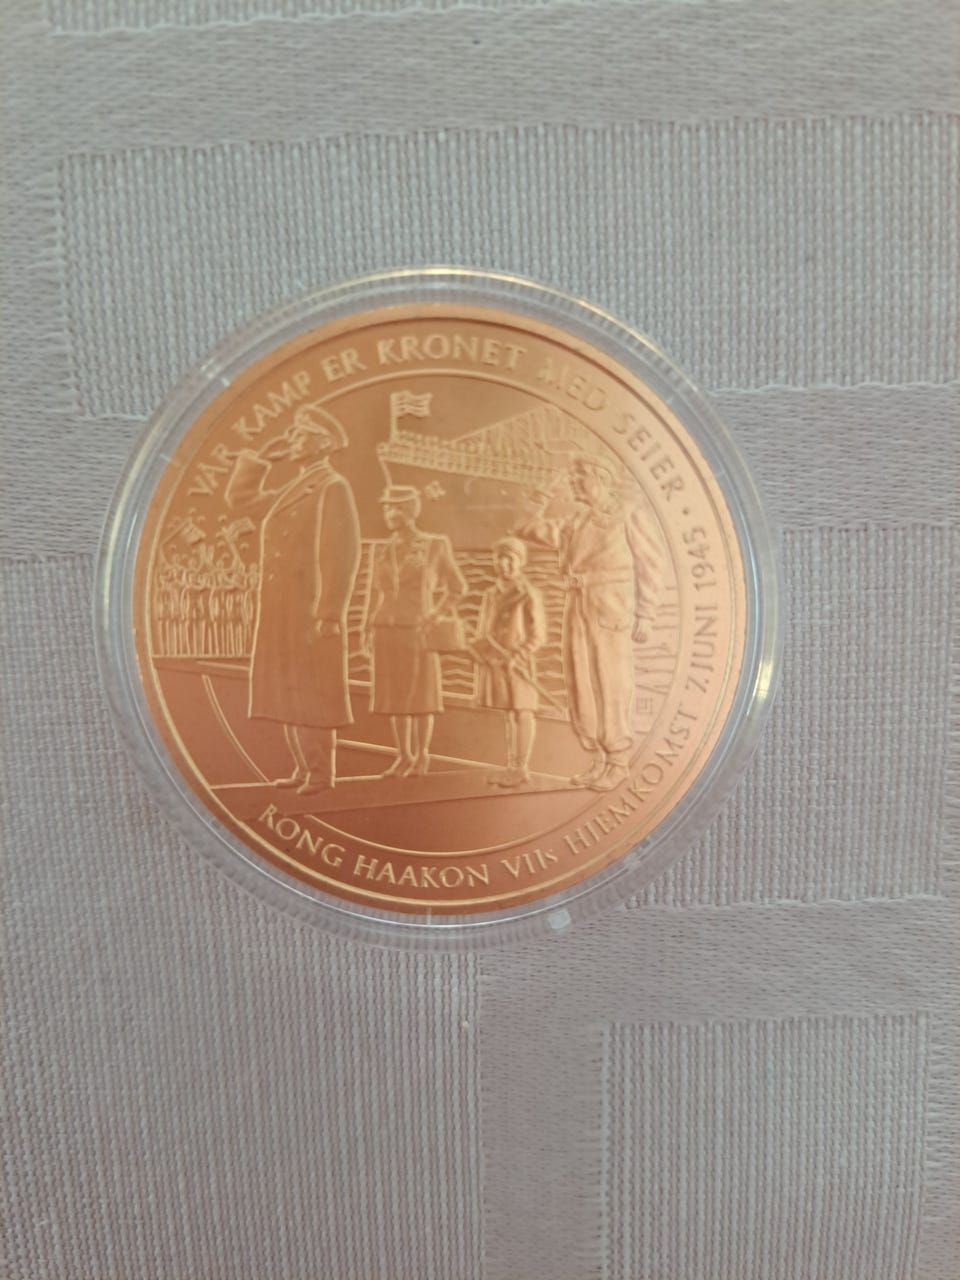 VÅR KAMP ER KRONET MED SEIER •
KONG HAAKON VIIs HJEMKOMST 7. JUNI 1945